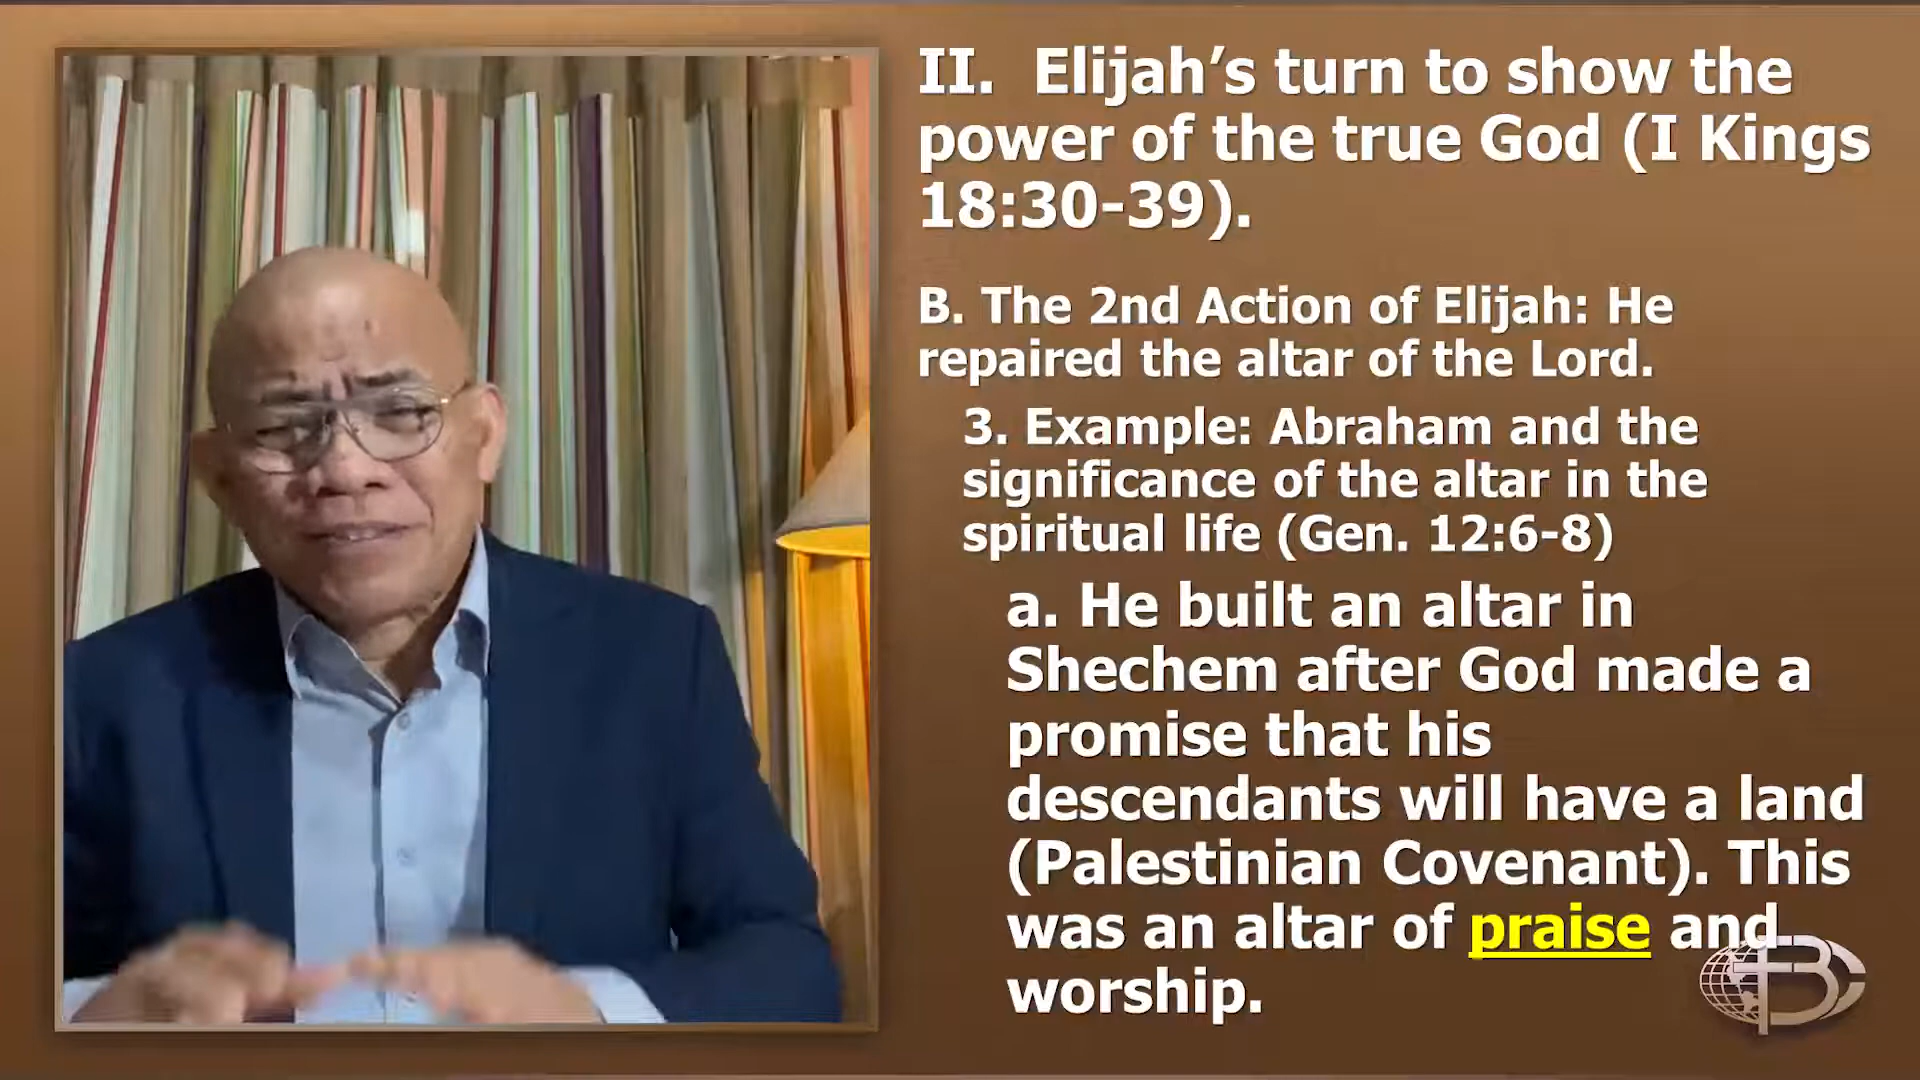 II.  Elijah’s turn to show the
power of the true God (I Kings
18:30-39).
B. The 2nd Action of Elijah: He
repaired the altar of the Lord.
3. Example: Abraham and the
significance of the altar in the
spiritual life (Gen. 12:6-8)
a. He built an altar in
Shechem after God made a
promise that his
descendants will have a land
(Palestinian Covenant). This
was an altar of praise and
worship.